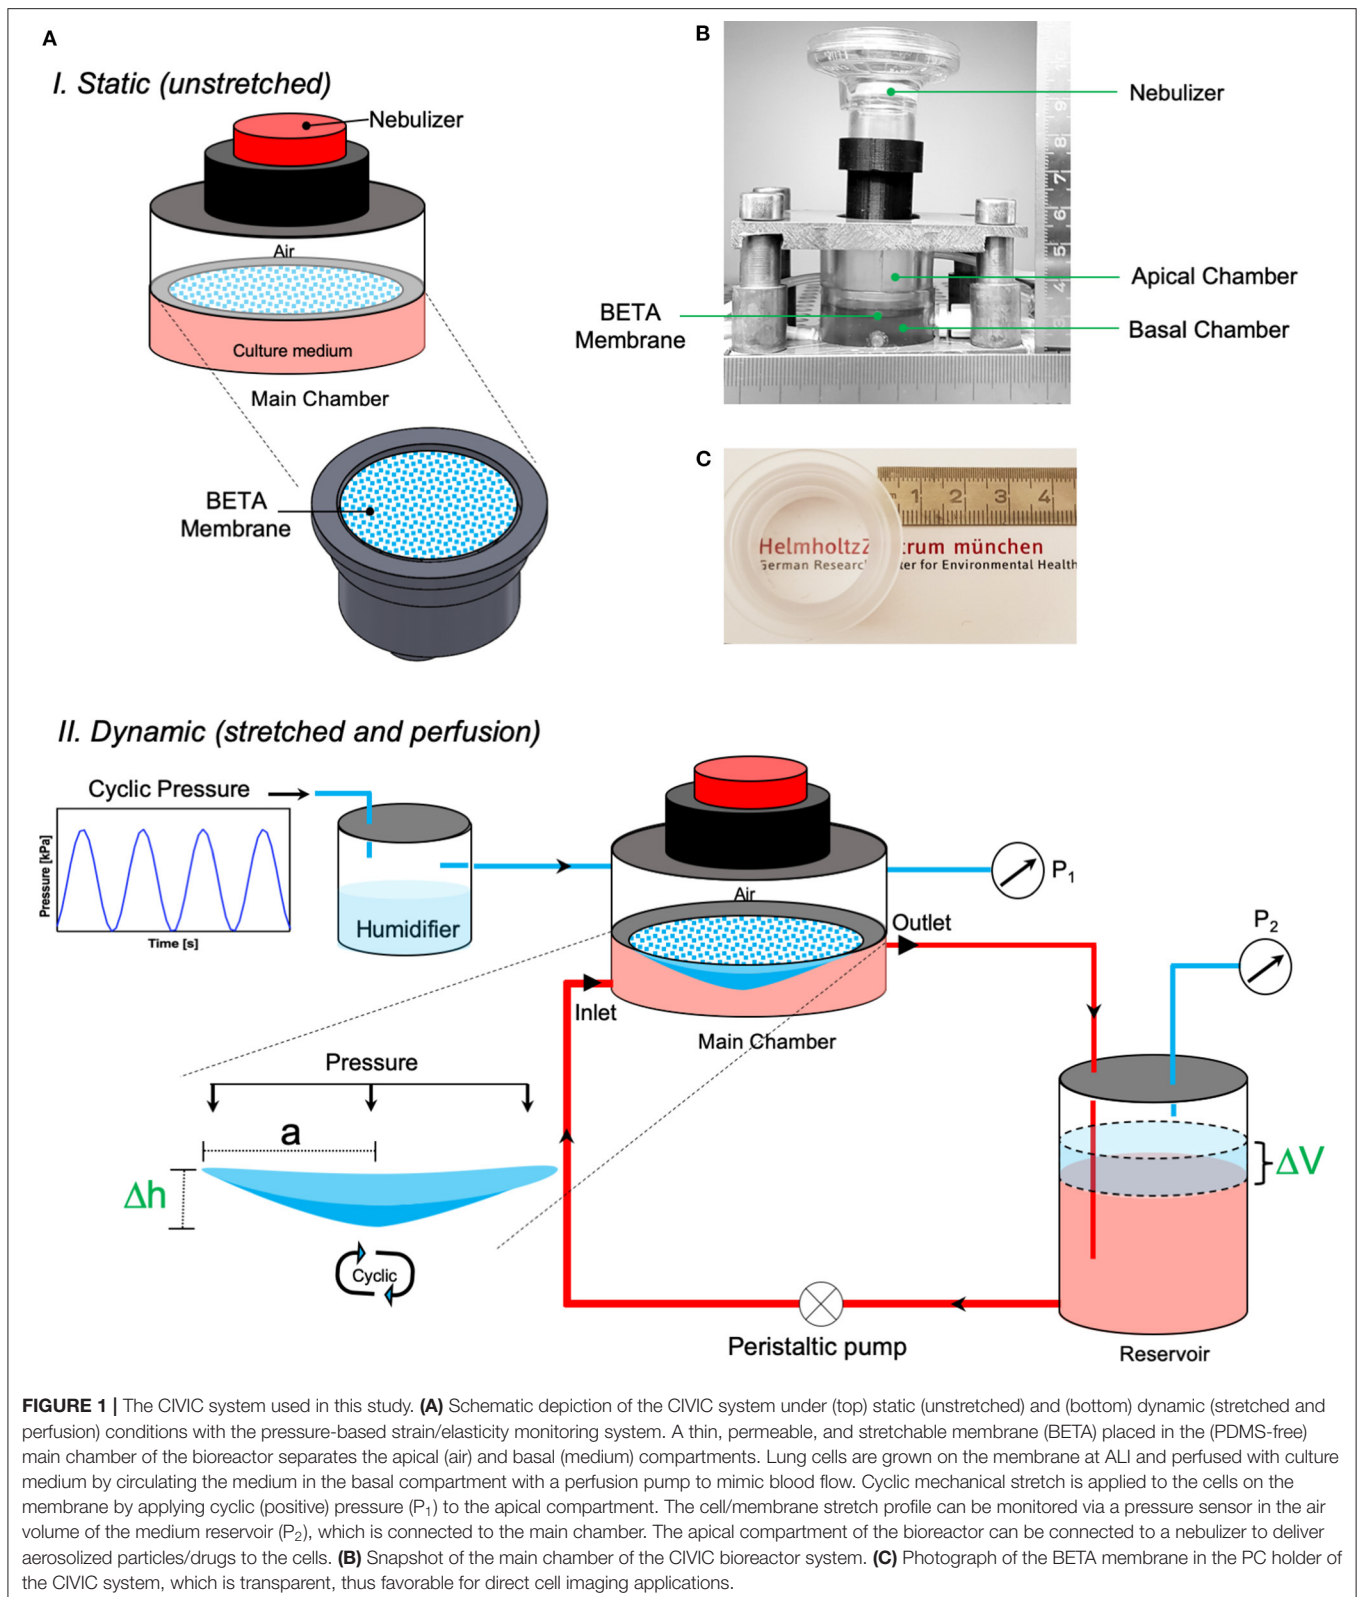 A
I. Static (unstretched)
Nebulizer
Air
Culture medium
Main Chamber
BETA
Membrane
B
Nebulizer
Apical Chamber
BETA
Membrane
Basal Chamber
10
9
8
7
6
5
4
C
1 2 3 4
HelmholtzZ trum münchen
German Research ter for Environmental Health
II. Dynamic (stretched and perfusion)
Cyclic Pressure
Pressure [kPa]
Time [s]
Humidifier
Air
P1
Outlet
P2
Inlet
Main Chamber
Pressure
a
Δh
Cyclic
ΔV
Peristaltic pump
Reservoir
FIGURE 1 | The CIVIC system used in this study. (A) Schematic depiction of the CIVIC system under (top) static (unstretched) and (bottom) dynamic (stretched and
perfusion) conditions with the pressure-based strain/elasticity monitoring system. A thin, permeable, and stretchable membrane (BETA) placed in the (PDMS-free)
main chamber of the bioreactor separates the apical (air) and basal (medium) compartments. Lung cells are grown on the membrane at ALI and perfused with culture
medium by circulating the medium in the basal compartment with a perfusion pump to mimic blood flow. Cyclic mechanical stretch is applied to the cells on the
membrane by applying cyclic (positive) pressure (P1) to the apical compartment. The cell/membrane stretch profile can be monitored via a pressure sensor in the air
volume of the medium reservoir (P2), which is connected to the main chamber. The apical compartment of the bioreactor can be connected to a nebulizer to deliver
aerosolized particles/drugs to the cells. (B) Snapshot of the main chamber of the CIVIC bioreactor system. (C) Photograph of the BETA membrane in the PC holder of
the CIVIC system, which is transparent, thus favorable for direct cell imaging applications.